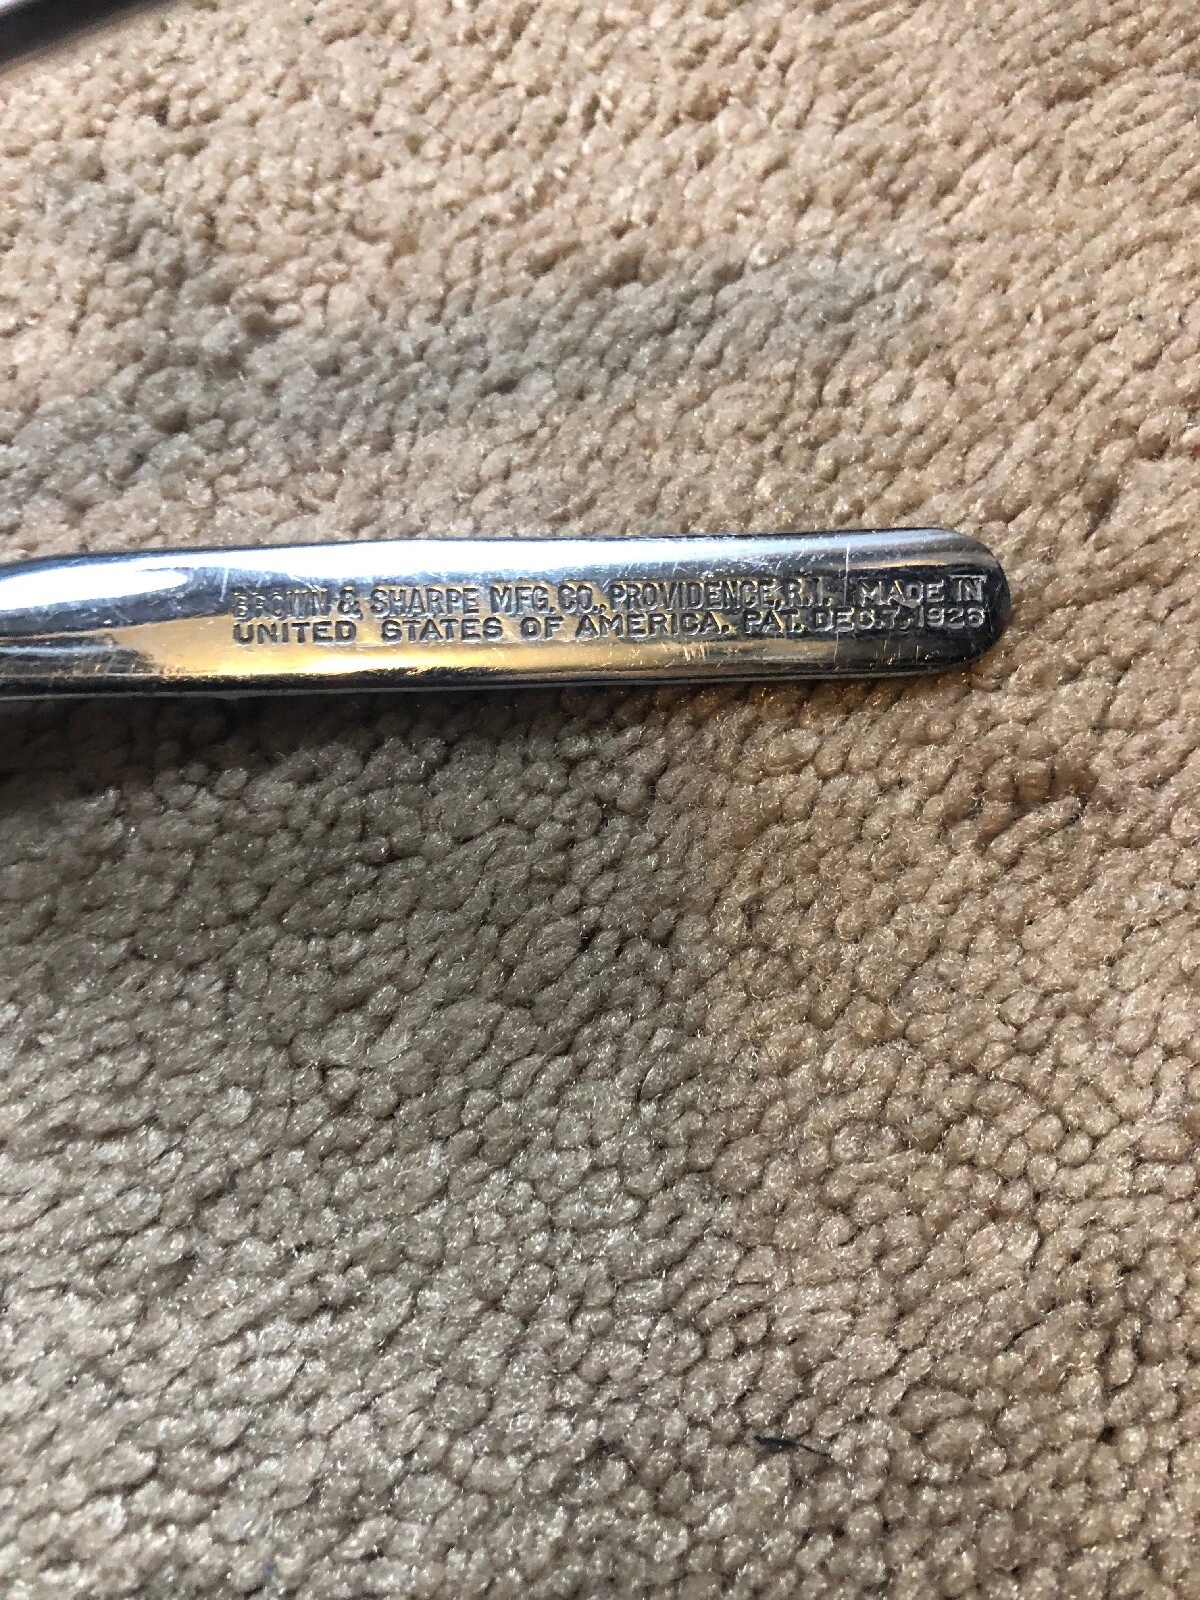 BROWN & SHARPE MFG. CO., PROVIDENCE, R.I. MADE IN
UNITED STATES OF AMERICA. PAT. DEC. 7, 1926